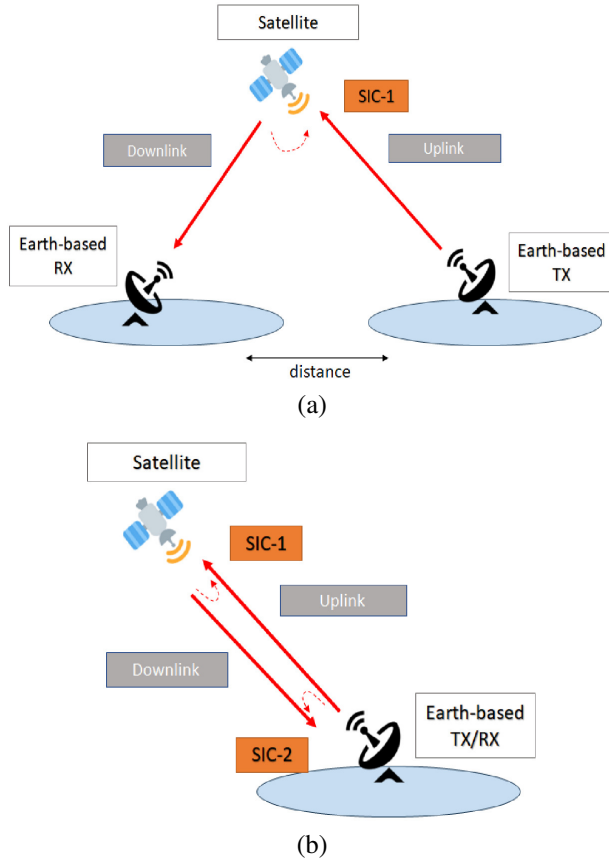 Satellite
SIC-1
Downlink
Uplink
Earth-based
RX
Earth-based
TX
distance
(a)
Satellite
SIC-1
Uplink
Downlink
Earth-based
TX/RX
SIC-2
(b)